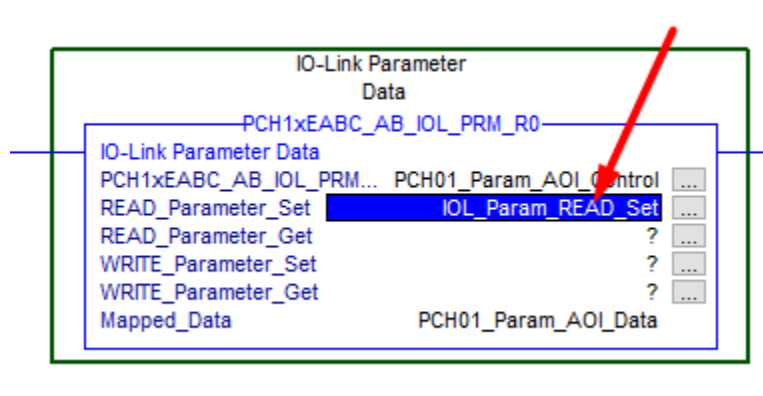 IO-Link Parameter
Data
PCH1xEABC_AB_IOL_PRM_R0
IO-Link Parameter Data
PCH1xEABC_AB_IOL_PRM... PCH01_Param_AOI_Control ...
READ_Parameter_Set IOL_Param_READ_Set ...
READ_Parameter_Get ? ...
WRITE_Parameter_Set ? ...
WRITE_Parameter_Get ? ...
Mapped_Data PCH01_Param_AOI_Data